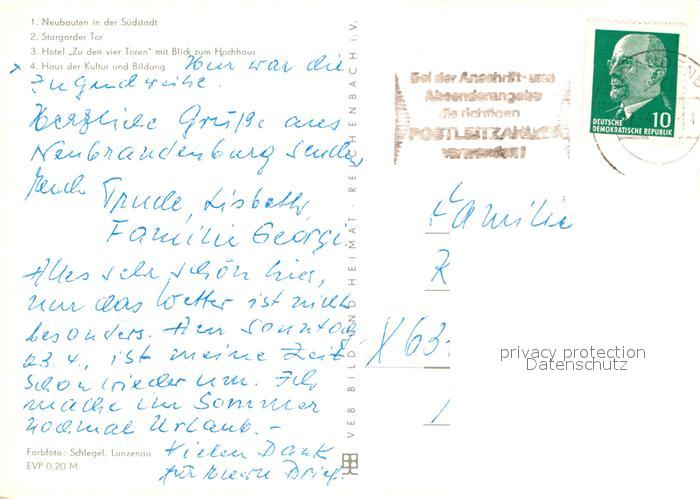 1. Neubauten in der Südstadt
2. Stargarder Tor
3. Hotel „Zu den vier Toren" mit Blick zum Hochhaus
4. Haus der Kultur und Bildung
Hier war die
Jugendweihe.
Herzliche Grüße aus
Neubrandenburg senden
Euch Trude, Lisbeth,
Familie Georgi
Alles sehr schön hier,
nur das Wetter ist nicht
besonders. Am Sonntag,
23.4., ist meine Zeit
schon wieder um. Ich
mache im Sommer
nochmal Urlaub. -
Vielen Dank
für Brief.
Farbfoto: Schlegel, Lunzenau
EVP 0,20 M
VEB BILD UND HEIMAT · REICHENBACH i. V.
Bei der Anschrift- und
Absenderangabe
die richtigen
POSTLEITZAHLEN
verwenden!
10
DEUTSCHE
DEMOKRATISCHE REPUBLIK
Familie
X 63
privacy protection
Datenschutz